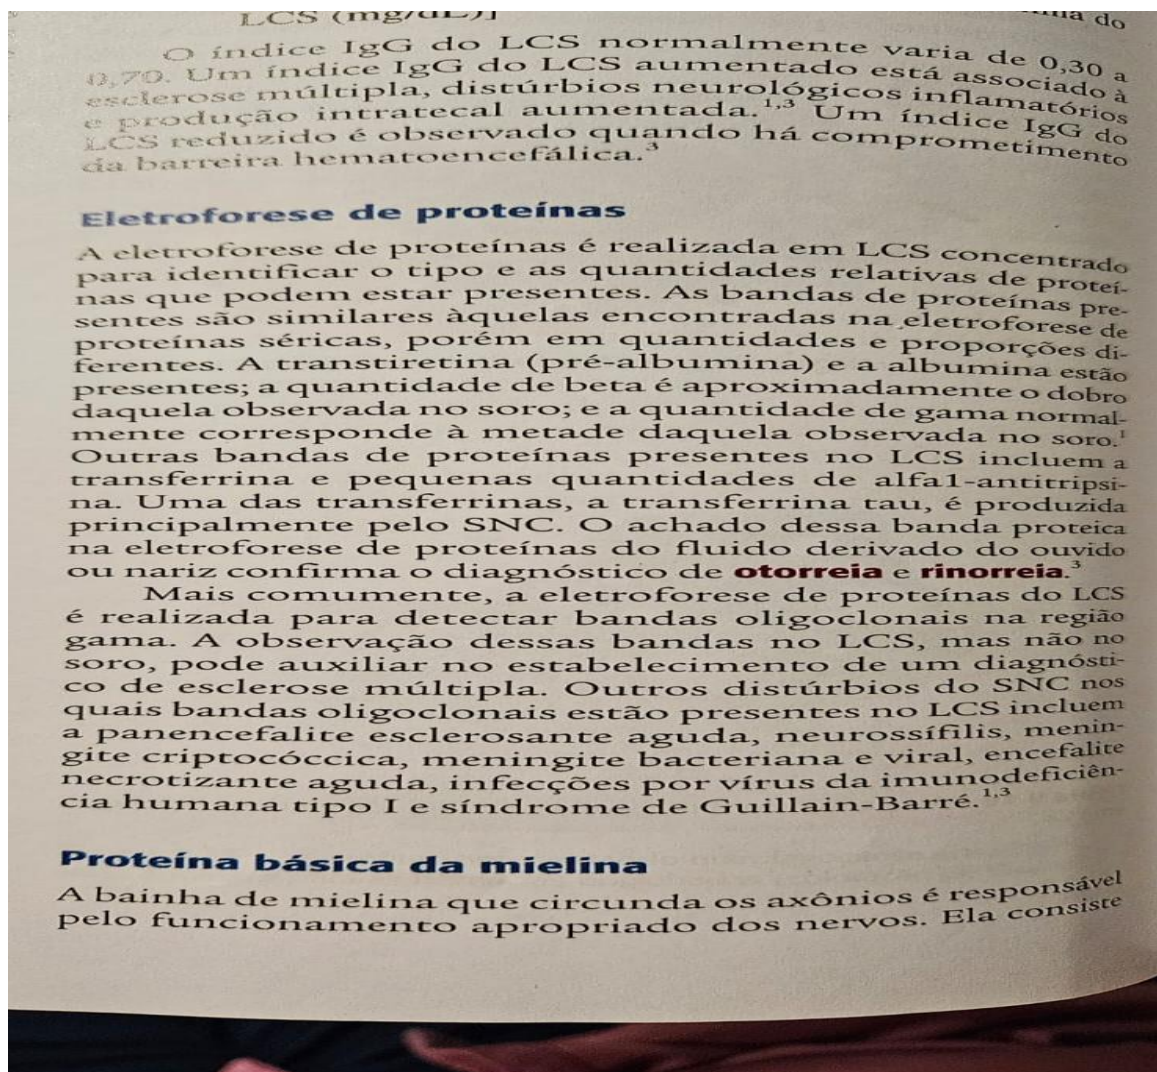 LCS (mg/dL)]
do
O índice IgG do LCS normalmente varia de 0,30 a
0,70. Um índice IgG do LCS aumentado está associado à
esclerose múltipla, distúrbios neurológicos inflamatórios
e produção intratecal aumentada.1,3 Um índice IgG do
LCS reduzido é observado quando há comprometimento
da barreira hematoencefálica.3
Eletroforese de proteínas
A eletroforese de proteínas é realizada em LCS concentrado
para identificar o tipo e as quantidades relativas de proteí-
nas que podem estar presentes. As bandas de proteínas pre-
sentes são similares àquelas encontradas na eletroforese de
proteínas séricas, porém em quantidades e proporções di-
ferentes. A transtiretina (pré-albumina) e a albumina estão
presentes; a quantidade de beta é aproximadamente o dobro
daquela observada no soro; e a quantidade de gama normal-
mente corresponde à metade daquela observada no soro.1
Outras bandas de proteínas presentes no LCS incluem a
transferrina e pequenas quantidades de alfa1-antitripsi-
na. Uma das transferrinas, a transferrina tau, é produzida
principalmente pelo SNC. O achado dessa banda proteica
na eletroforese de proteínas do fluido derivado do ouvido
ou nariz confirma o diagnóstico de otorreia e rinorreia.3
Mais comumente, a eletroforese de proteínas do LCS
é realizada para detectar bandas oligoclonais na região
gama. A observação dessas bandas no LCS, mas não no
soro, pode auxiliar no estabelecimento de um diagnósti-
co de esclerose múltipla. Outros distúrbios do SNC nos
quais bandas oligoclonais estão presentes no LCS incluem
a panencefalite esclerosante aguda, neurossífilis, menin-
gite criptocóccica, meningite bacteriana e viral, encefalite
necrotizante aguda, infecções por vírus da imunodeficiên-
cia humana tipo I e síndrome de Guillain-Barré.1,3
Proteína básica da mielina
A bainha de mielina que circunda os axônios é responsável
pelo funcionamento apropriado dos nervos. Ela consiste